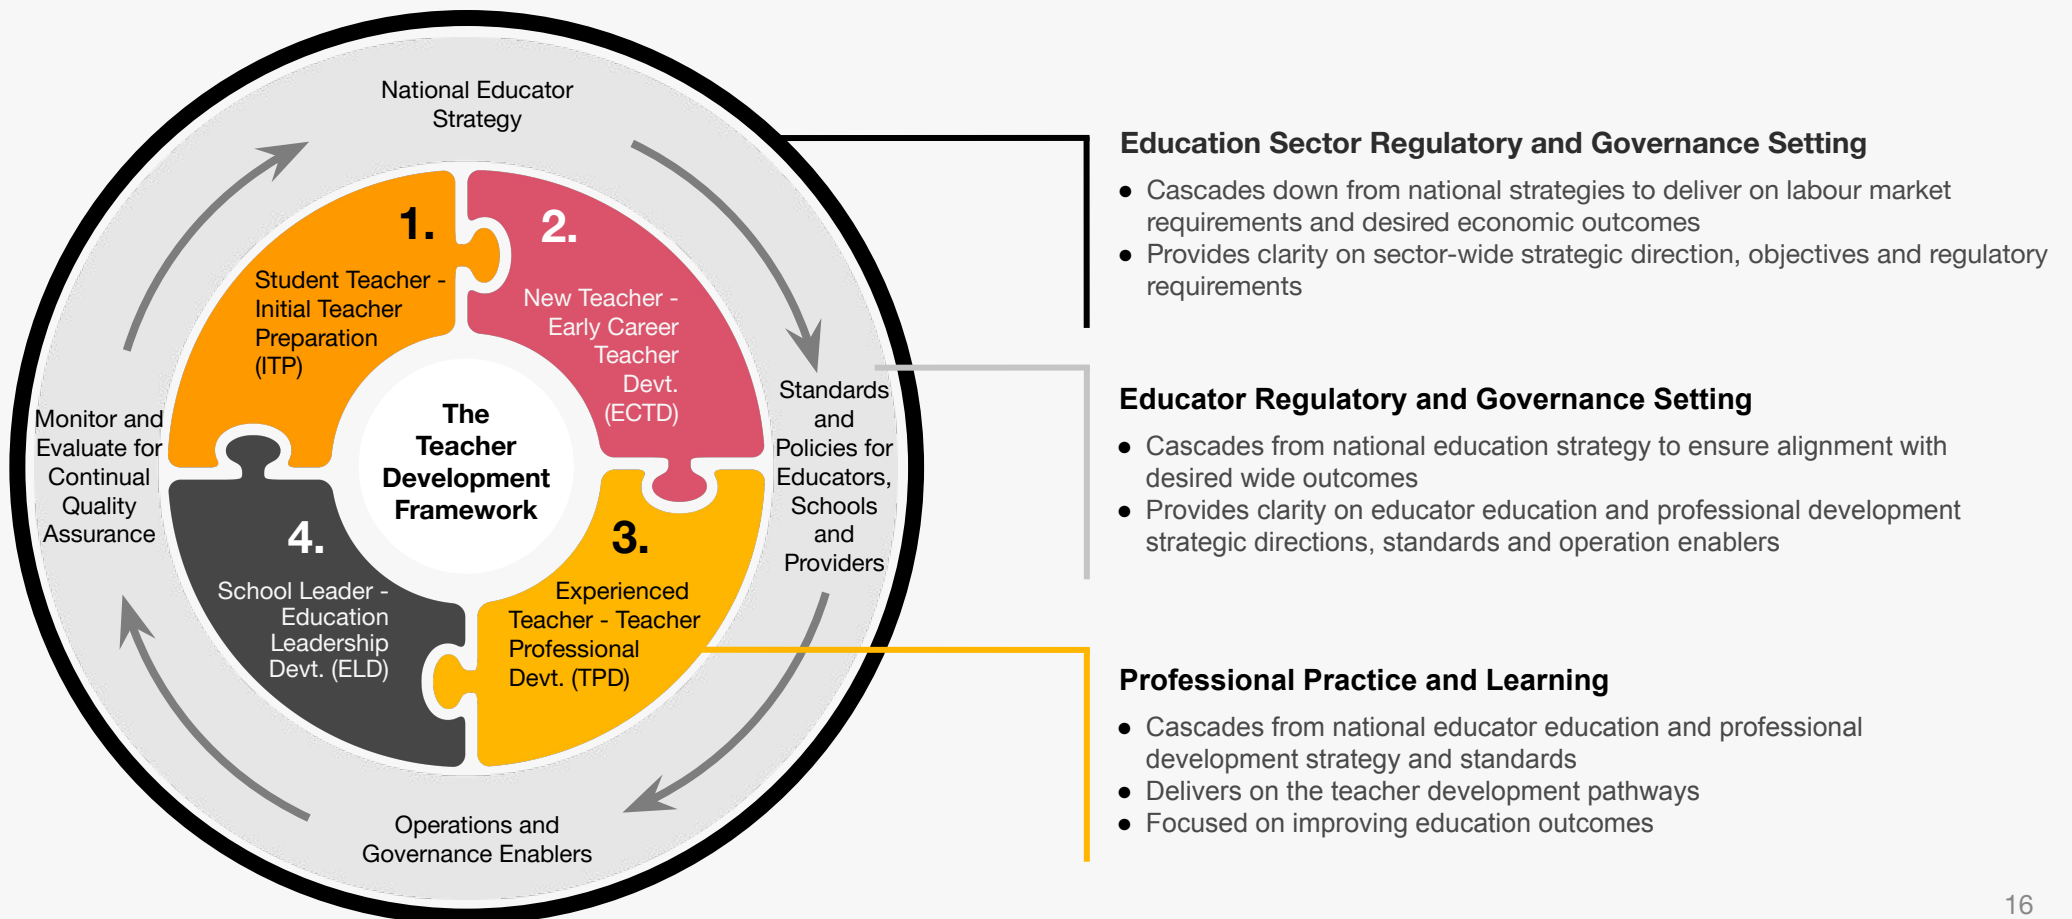 National Educator
Strategy
1.
Student Teacher -
Initial Teacher
Preparation
(ITP)
2.
New Teacher -
Early Career
Teacher
Devt.
(ECTD)
The
Teacher
Development
Framework
Standards
and
Policies for
Educators,
Schools
and
Providers
Monitor and
Evaluate for
Continual
Quality
Assurance
4.
School Leader -
Education
Leadership
Devt. (ELD)
3.
Experienced
Teacher - Teacher
Professional
Devt. (TPD)
Operations and
Governance Enablers
Education Sector Regulatory and Governance Setting
● Cascades down from national strategies to deliver on labour market
requirements and desired economic outcomes
● Provides clarity on sector-wide strategic direction, objectives and regulatory
requirements
Educator Regulatory and Governance Setting
● Cascades from national education strategy to ensure alignment with
desired wide outcomes
● Provides clarity on educator education and professional development
strategic directions, standards and operation enablers
Professional Practice and Learning
● Cascades from national educator education and professional
development strategy and standards
● Delivers on the teacher development pathways
● Focused on improving education outcomes
16